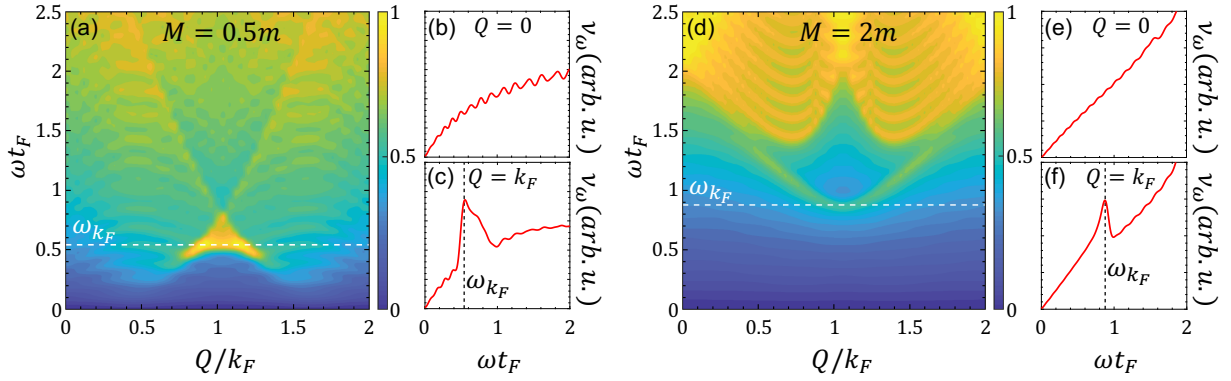 (a) M = 0.5m
2.5
2
1.5
1
0.5
0
ωt_F
ω_{k_F}
0 0.5 1 1.5 2
Q/k_F
1
0.5
0
(b) Q = 0
ν_ω(arb. u.)
(c) Q = k_F
ν_ω(arb. u.)
ω_{k_F}
0 1 2
ωt_F
(d) M = 2m
2.5
2
1.5
1
0.5
0
ωt_F
ω_{k_F}
0 0.5 1 1.5 2
Q/k_F
1
0.5
0
(e) Q = 0
ν_ω(arb. u.)
(f) Q = k_F
ν_ω(arb. u.)
ω_{k_F}
0 1 2
ωt_F